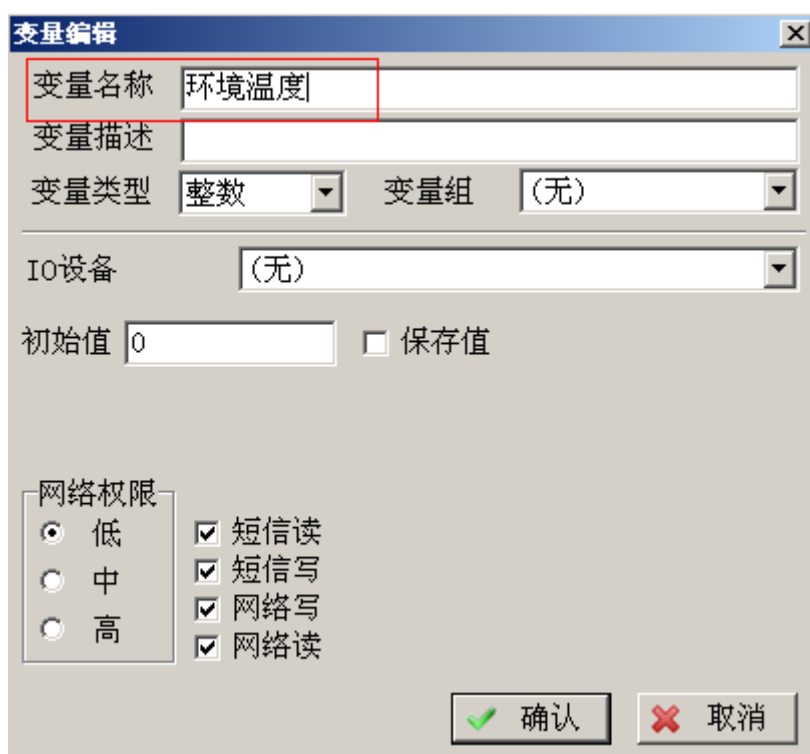 变量编辑
变量名称 环境温度
变量描述
变量类型 整数 变量组 (无)
IO设备 (无)
初始值 0 保存值
网络权限
低 短信读
短信写
中
网络写
高
网络读
确认 取消